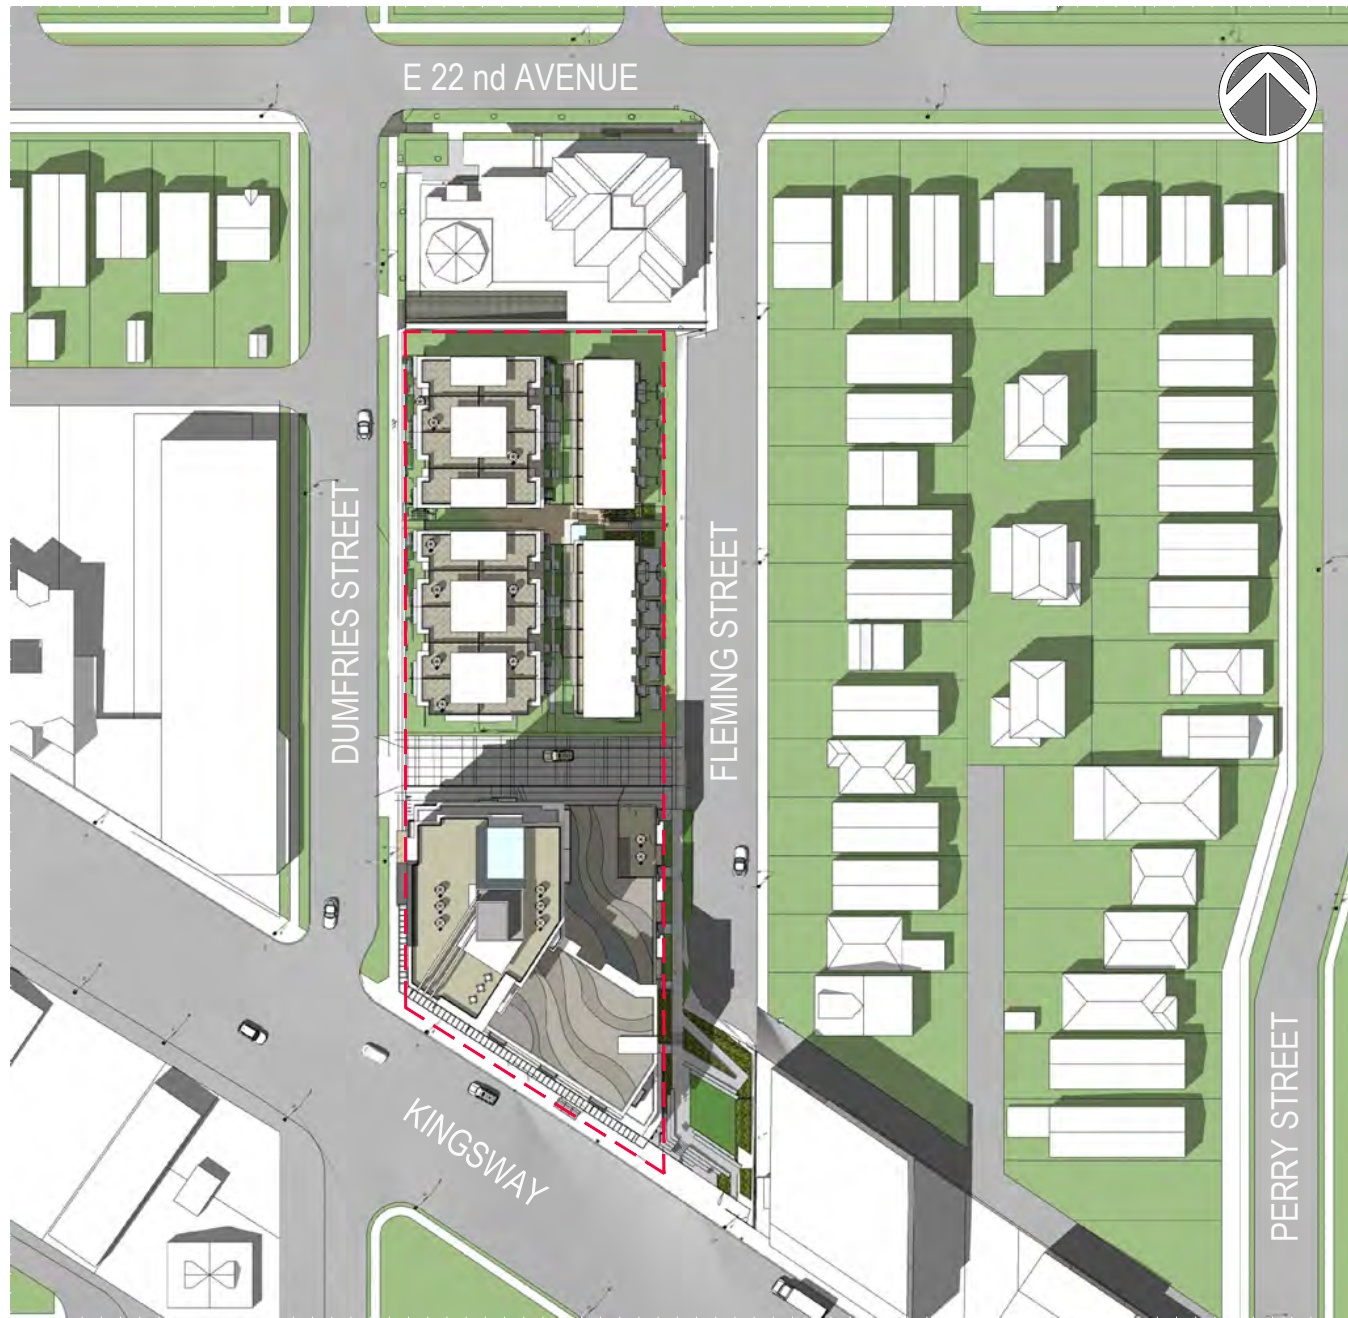 E 22 nd AVENUE
DUMFRIES STREET
FLEMING STREET
KINGSWAY
PERRY STREET